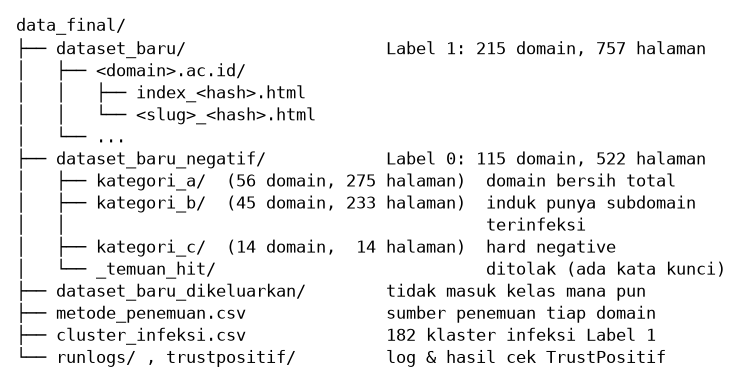 data_final/
├── dataset_baru/                    Label 1: 215 domain, 757 halaman
│   ├── <domain>.ac.id/
│   │   ├── index_<hash>.html
│   │   └── <slug>_<hash>.html
│   └── ...
├── dataset_baru_negatif/            Label 0: 115 domain, 522 halaman
│   ├── kategori_a/  (56 domain, 275 halaman)  domain bersih total
│   ├── kategori_b/  (45 domain, 233 halaman)  induk punya subdomain
│   │                                          terinfeksi
│   ├── kategori_c/  (14 domain,  14 halaman)  hard negative
│   └── _temuan_hit/                           ditolak (ada kata kunci)
├── dataset_baru_dikeluarkan/        tidak masuk kelas mana pun
├── metode_penemuan.csv              sumber penemuan tiap domain
├── cluster_infeksi.csv              182 klaster infeksi Label 1
└── runlogs/ , trustpositif/         log & hasil cek TrustPositif